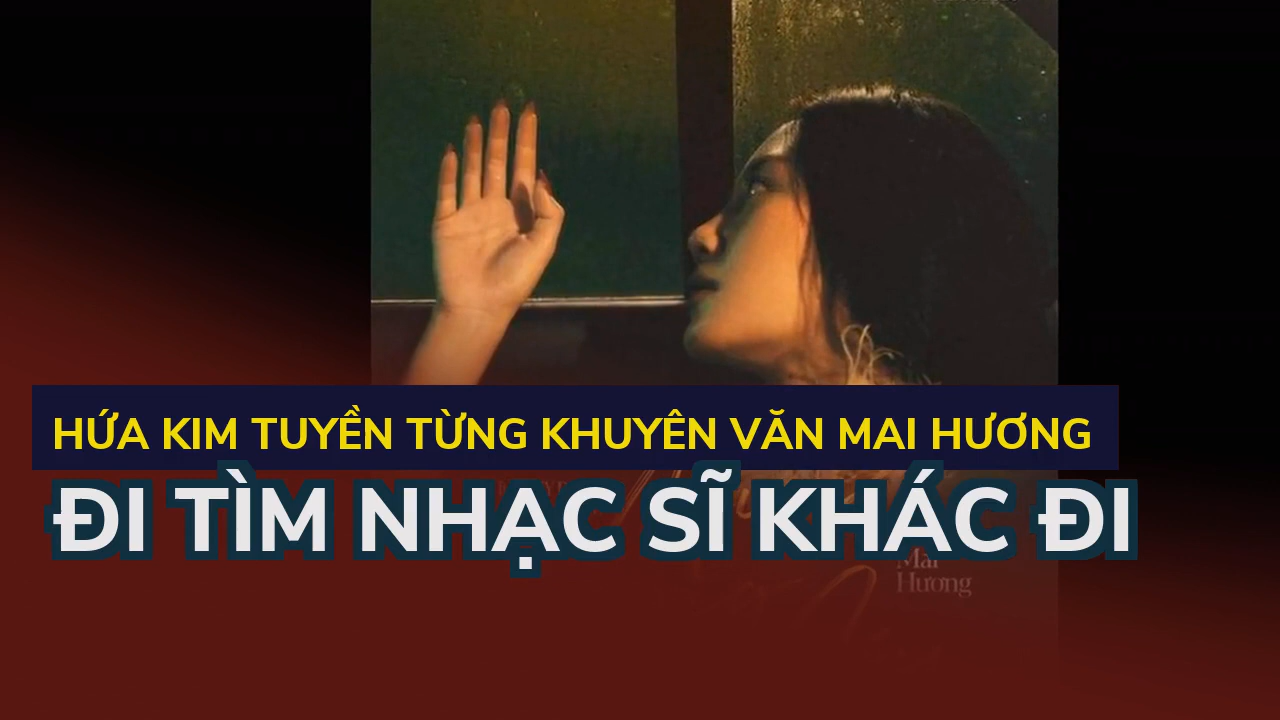 HỨA KIM TUYỀN TỪNG KHUYÊN VĂN MAI HƯƠNG
ĐI TÌM NHẠC SĨ KHÁC ĐI
Mai
Hương